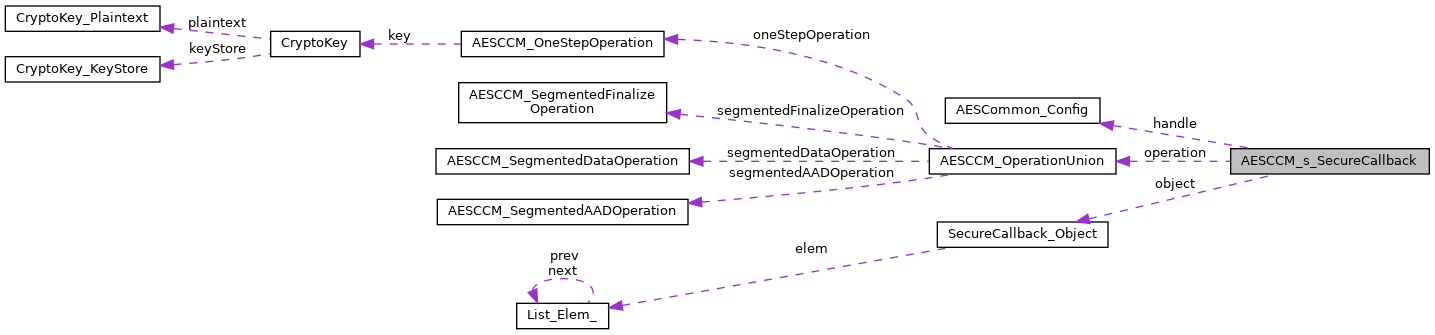 CryptoKey_Plaintext
plaintext
CryptoKey_KeyStore
keyStore
CryptoKey
key
AESCCM_OneStepOperation
oneStepOperation
AESCCM_SegmentedFinalize
Operation
segmentedFinalizeOperation
AESCommon_Config
handle
AESCCM_SegmentedDataOperation
segmentedDataOperation
AESCCM_OperationUnion
operation
AESCCM_s_SecureCallback
segmentedAADOperation
AESCCM_SegmentedAADOperation
object
SecureCallback_Object
elem
prev
next
List_Elem_